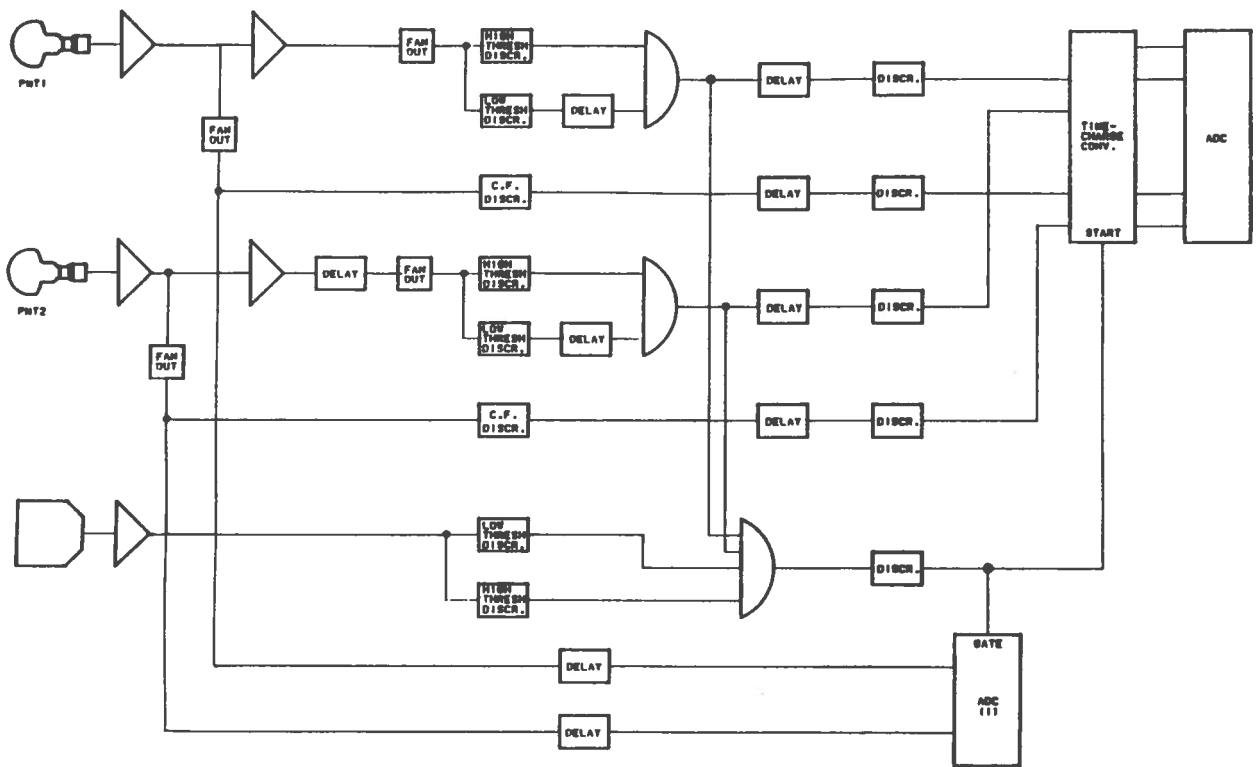 PMT1
FAN
OUT
HIGH
THRESH
DISCR.
LOW
THRESH
DISCR.
DELAY
DELAY
DISCR.
TIME-
CHARGE
CONV.
START
ADC
FAN
OUT
C.F.
DISCR.
DELAY
DISCR.
PMT2
DELAY
FAN
OUT
HIGH
THRESH
DISCR.
LOW
THRESH
DISCR.
DELAY
DELAY
DISCR.
FAN
OUT
C.F.
DISCR.
DELAY
DISCR.
LOW
THRESH
DISCR.
HIGH
THRESH
DISCR.
DISCR.
GATE
ADC
DELAY
DELAY